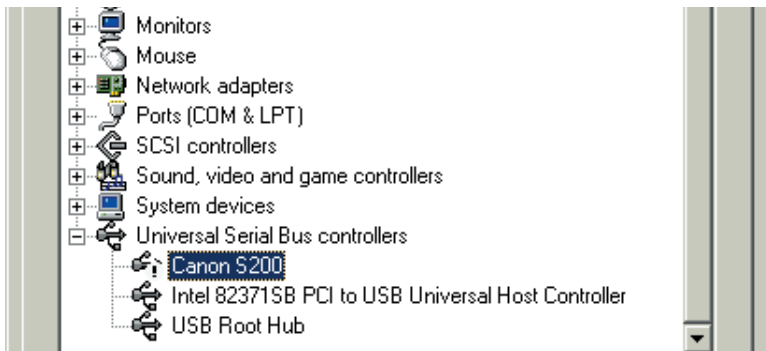 Monitors
Mouse
Network adapters
Ports (COM & LPT)
SCSI controllers
Sound, video and game controllers
System devices
Universal Serial Bus controllers
Canon S200
Intel 82371SB PCI to USB Universal Host Controller
USB Root Hub